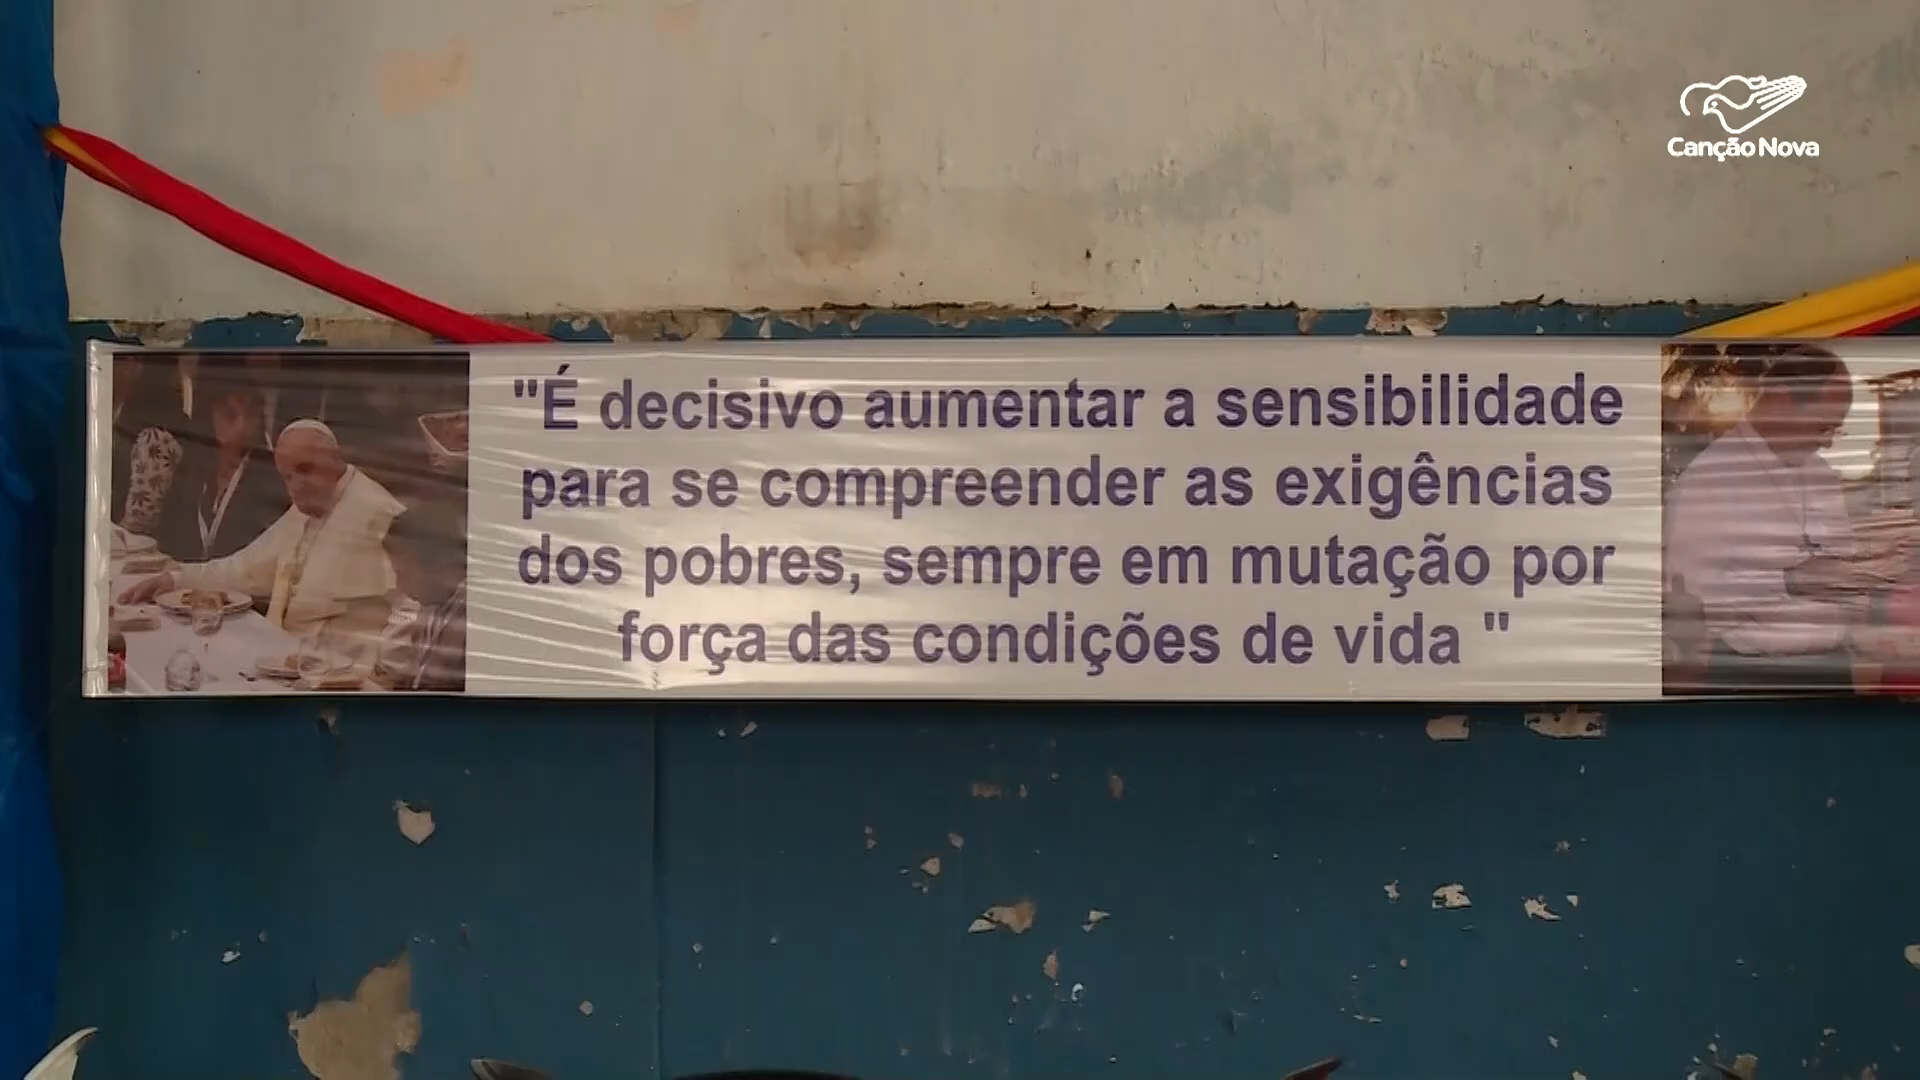 Canção Nova
"É decisivo aumentar a sensibilidade
para se compreender as exigências
dos pobres, sempre em mutação por
força das condições de vida "